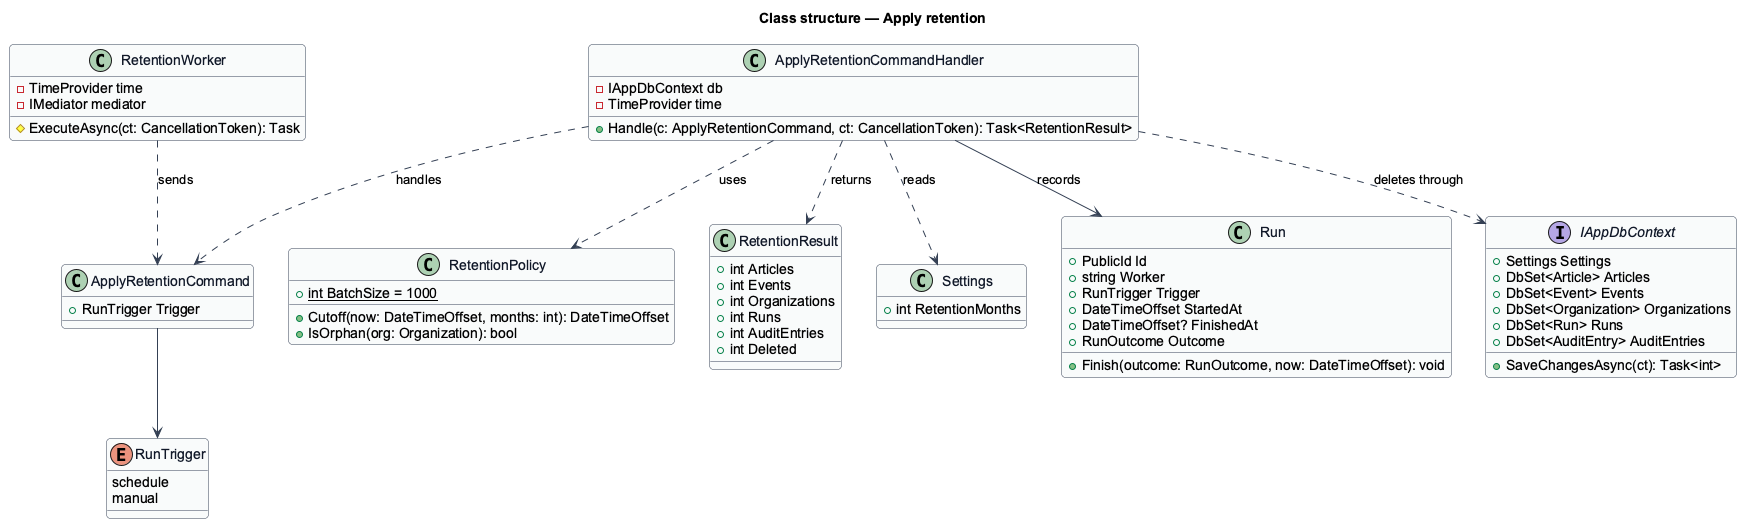 Class structure — Apply retention
C RetentionWorker
TimeProvider time
IMediator mediator
ExecuteAsync(ct: CancellationToken): Task
C ApplyRetentionCommandHandler
IAppDbContext db
TimeProvider time
Handle(c: ApplyRetentionCommand, ct: CancellationToken): Task<RetentionResult>
sends
handles
uses
returns
reads
records
deletes through
C ApplyRetentionCommand
RunTrigger Trigger
C RetentionPolicy
int BatchSize = 1000
Cutoff(now: DateTimeOffset, months: int): DateTimeOffset
IsOrphan(org: Organization): bool
C RetentionResult
int Articles
int Events
int Organizations
int Runs
int AuditEntries
int Deleted
C Settings
int RetentionMonths
C Run
PublicId Id
string Worker
RunTrigger Trigger
DateTimeOffset StartedAt
DateTimeOffset? FinishedAt
RunOutcome Outcome
Finish(outcome: RunOutcome, now: DateTimeOffset): void
I IAppDbContext
Settings Settings
DbSet<Article> Articles
DbSet<Event> Events
DbSet<Organization> Organizations
DbSet<Run> Runs
DbSet<AuditEntry> AuditEntries
SaveChangesAsync(ct): Task<int>
E RunTrigger
schedule
manual